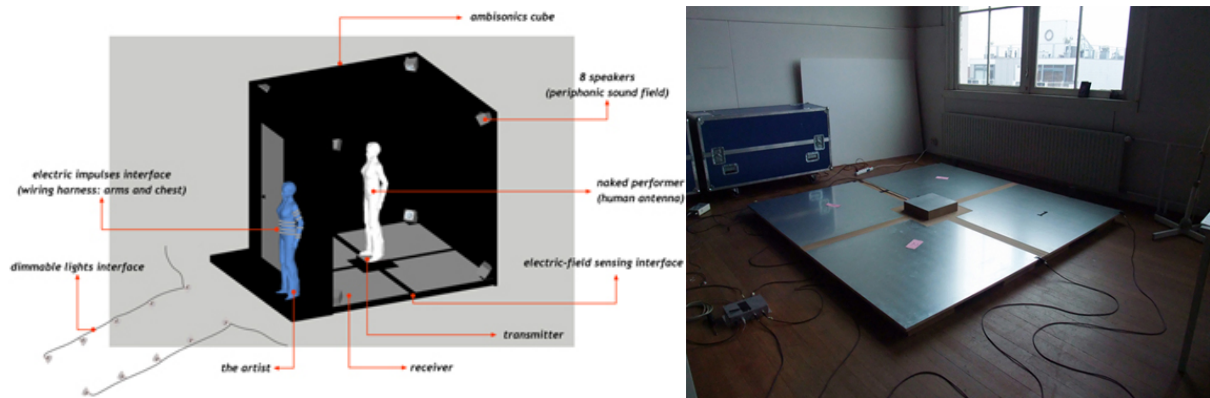 ambisonics cube
8 speakers
(periphonic sound field)
electric impulses interface
(wiring harness: arms and chest)
naked performer
(human antenna)
dimmable lights interface
electric-field sensing interface
transmitter
the artist
receiver
1